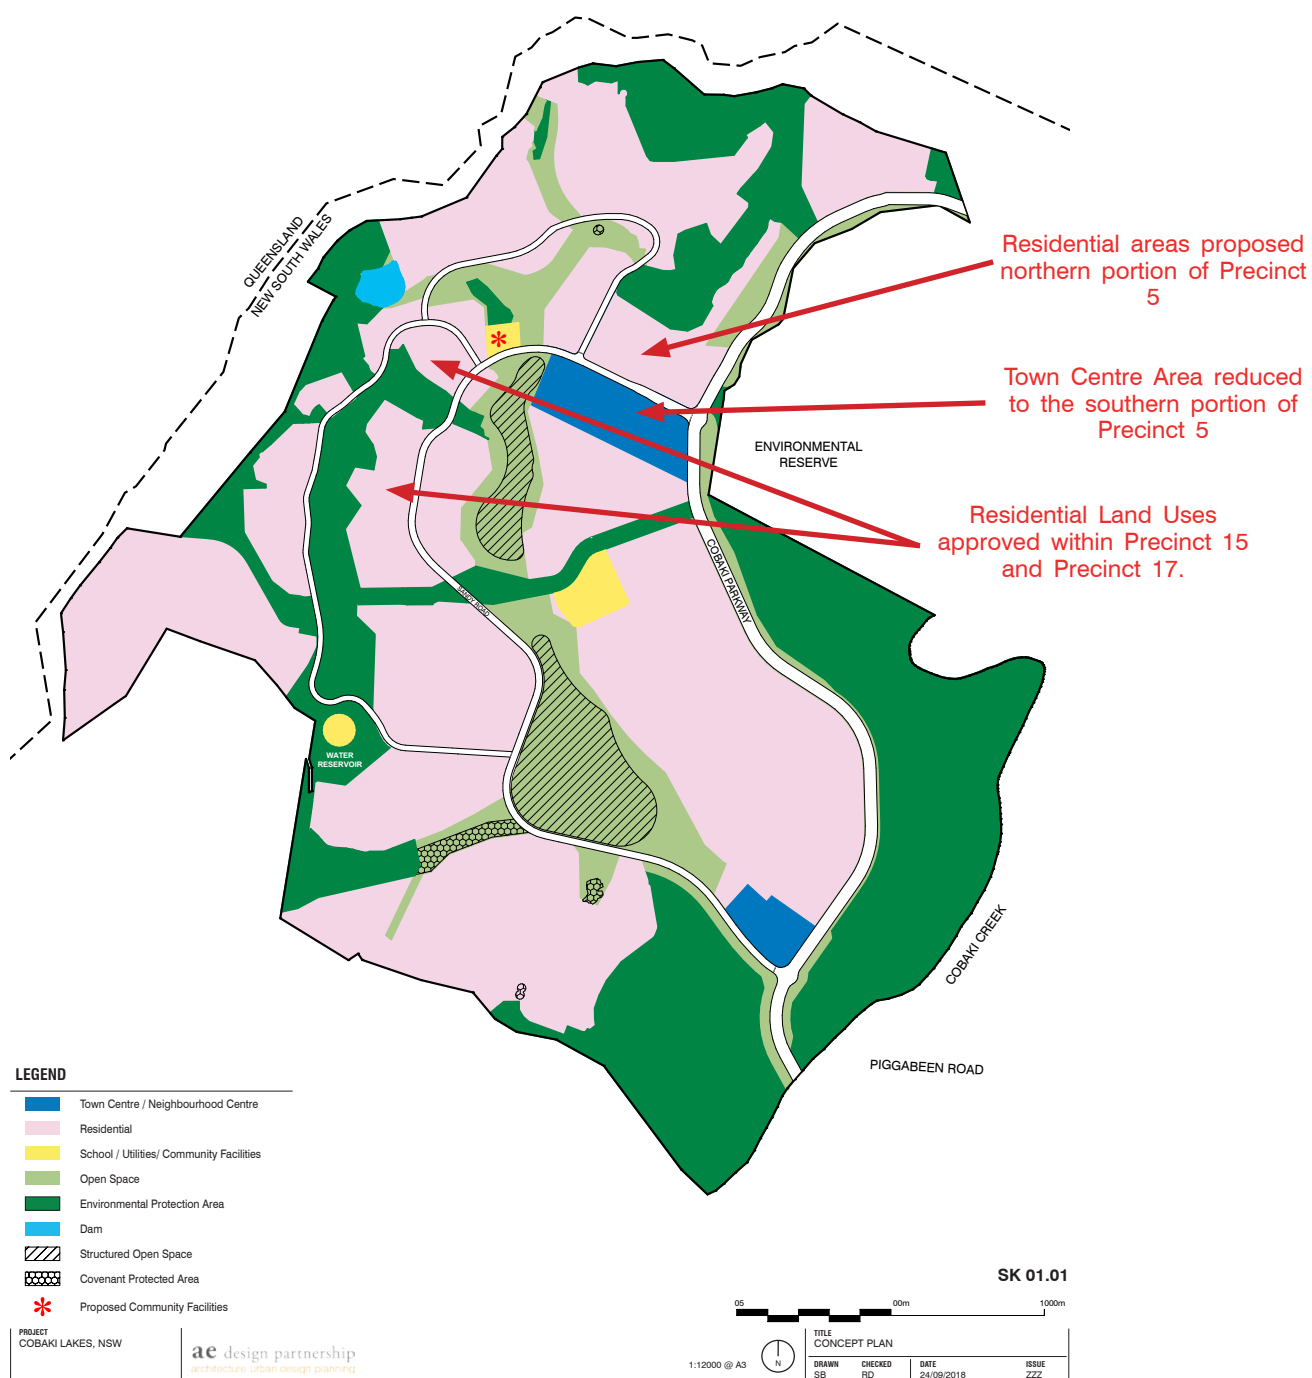 QUEENSLAND
NEW SOUTH WALES
Residential areas proposed
northern portion of Precinct
5
Town Centre Area reduced
to the southern portion of
Precinct 5
ENVIRONMENTAL
RESERVE
Residential Land Uses
approved within Precinct 15
and Precinct 17.
COBAKI PARKWAY
SANDY ROAD
WATER
RESERVOIR
COBAKI CREEK
PIGGABEEN ROAD
LEGEND
Town Centre / Neighbourhood Centre
Residential
School / Utilities/ Community Facilities
Open Space
Environmental Protection Area
Dam
Structured Open Space
Covenant Protected Area
Proposed Community Facilities
SK 01.01
05 00m 1000m
PROJECT
COBAKI LAKES, NSW
ae design partnership
architecture urban design planning
1:12000 @ A3
N
TITLE
CONCEPT PLAN
DRAWN CHECKED DATE ISSUE
SB RD 24/09/2018 ZZZ